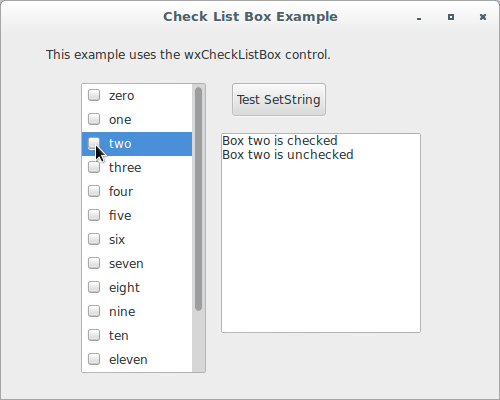 Check List Box Example
This example uses the wxCheckListBox control.
zero
one
two
three
four
five
six
seven
eight
nine
ten
eleven
Test SetString
Box two is checked
Box two is unchecked